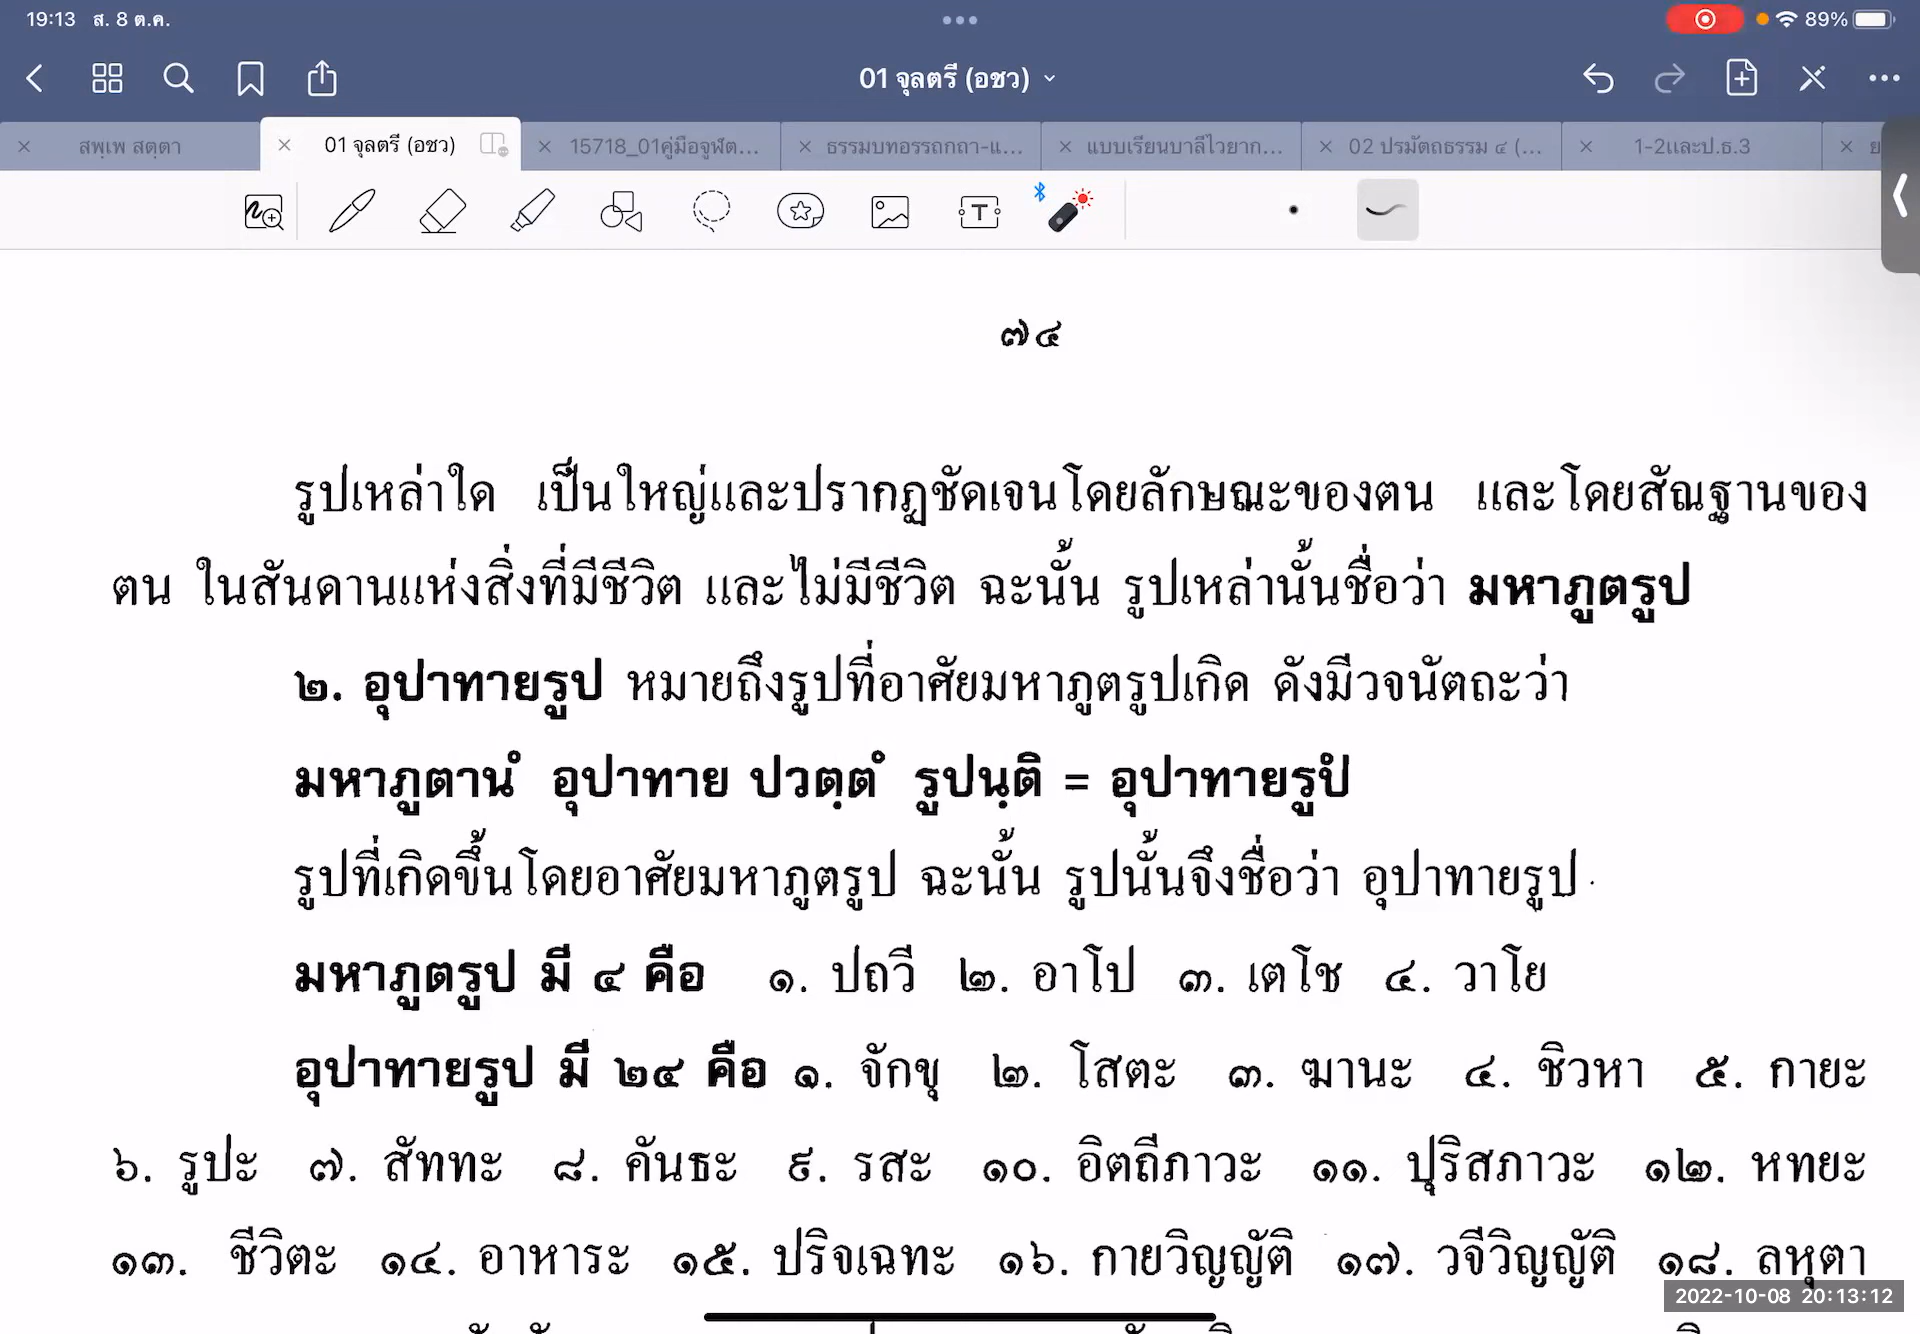 19:13 ส. 8 ต.ค.
89%
01 จุลตรี (อชว)
สพฺเพ สตฺตา
01 จุลตรี (อชว)
15718_01คู่มือจูฬัต...
ธรรมบทอรรถกถา-แ...
แบบเรียนบาลีไวยาก...
02 ปรมัตถธรรม ๔ (...
1-2และป.ธ.3
ย
๗๔
รูปเหล่าใด เป็นใหญ่และปรากฏชัดเจนโดยลักษณะของตน และโดยสัณฐานของ
ตน ในสันดานแห่งสิ่งที่มีชีวิต และไม่มีชีวิต ฉะนั้น รูปเหล่านั้นชื่อว่า มหาภูตรูป
๒. อุปาทายรูป หมายถึงรูปที่อาศัยมหาภูตรูปเกิด ดังมีวจนัตถะว่า
มหาภูตานํ อุปาทาย ปวตฺตํ รูปนฺติ = อุปาทายรูปํ
รูปที่เกิดขึ้นโดยอาศัยมหาภูตรูป ฉะนั้น รูปนั้นจึงชื่อว่า อุปาทายรูป
มหาภูตรูป มี ๔ คือ ๑. ปถวี ๒. อาโป ๓. เตโช ๔. วาโย
อุปาทายรูป มี ๒๔ คือ ๑. จักขุ ๒. โสตะ ๓. ฆานะ ๔. ชิวหา ๕. กายะ
๖. รูปะ ๗. สัททะ ๘. คันธะ ๙. รสะ ๑๐. อิตถีภาวะ ๑๑. ปุริสภาวะ ๑๒. หทยะ
๑๓. ชีวิตะ ๑๔. อาหาระ ๑๕. ปริจเฉทะ ๑๖. กายวิญญัติ ๑๗. วจีวิญญัติ ๑๘. ลหุตา
2022-10-08 20:13:12